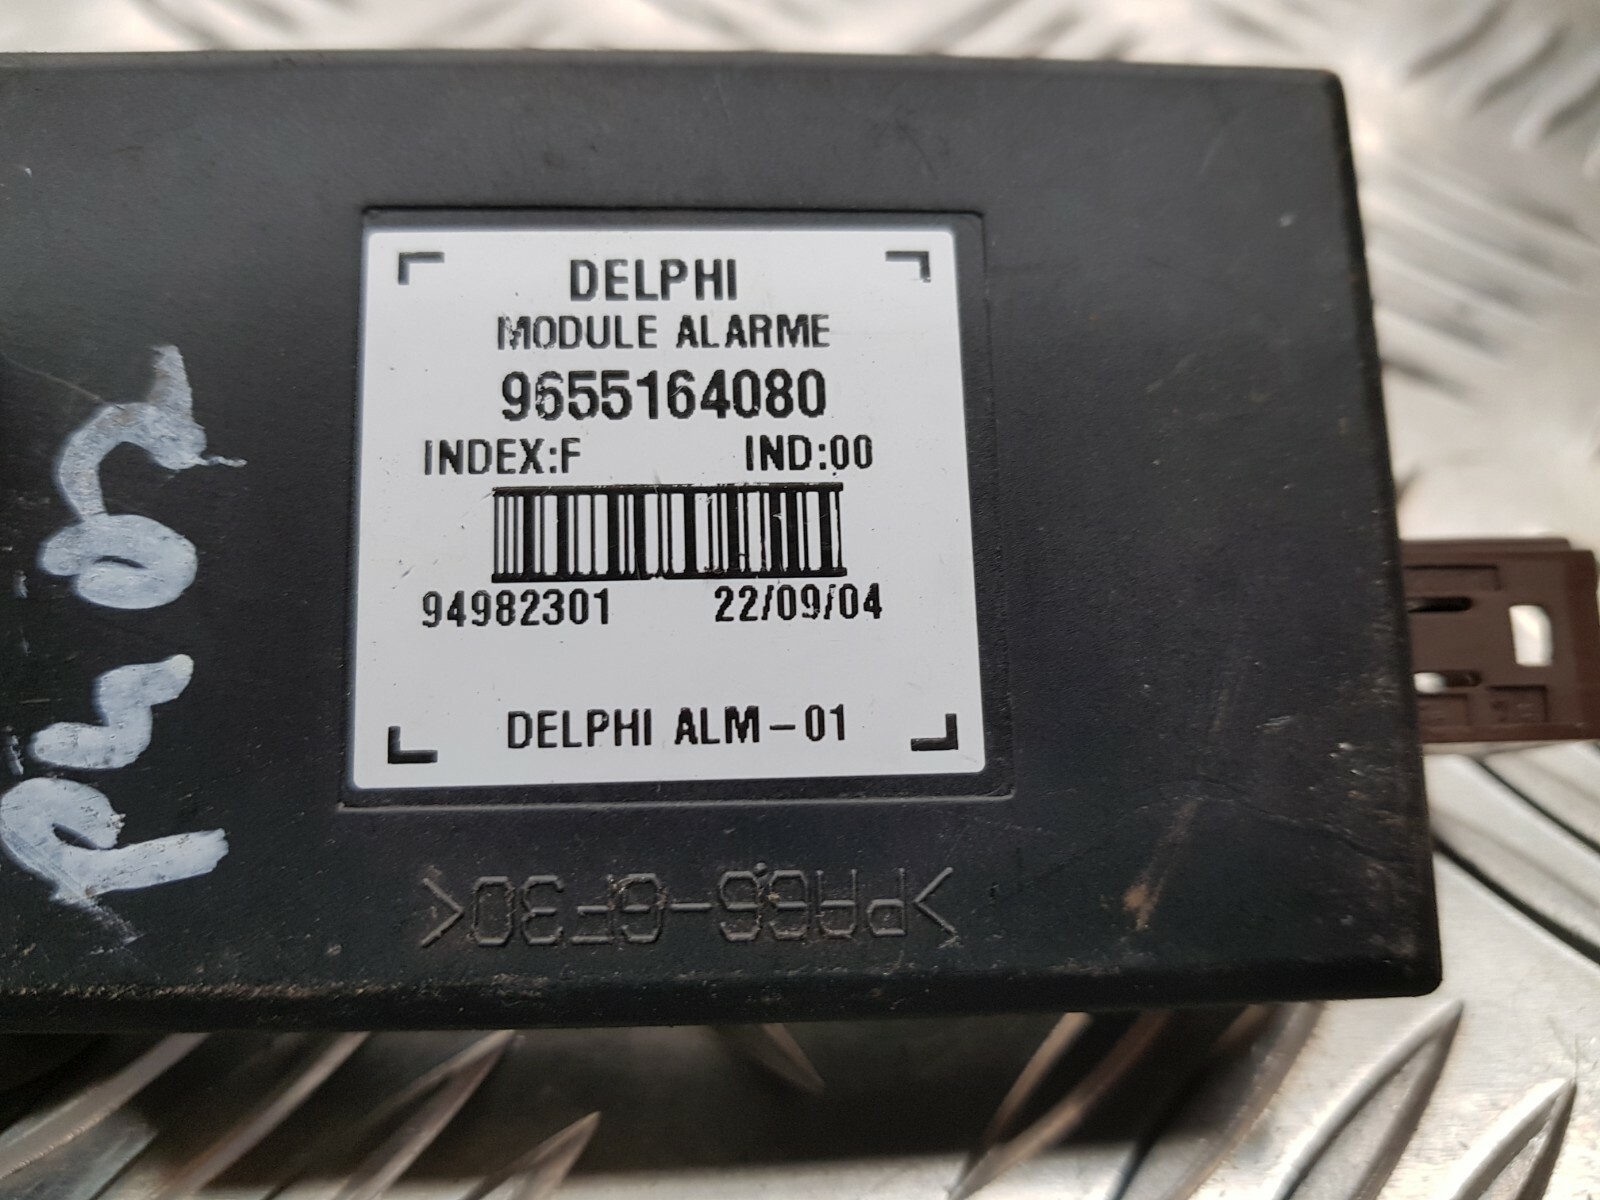 DELPHI
MODULE ALARME
9655164080
INDEX:F IND:00
94982301 22/09/04
DELPHI ALM-01
>PA66-GF30<